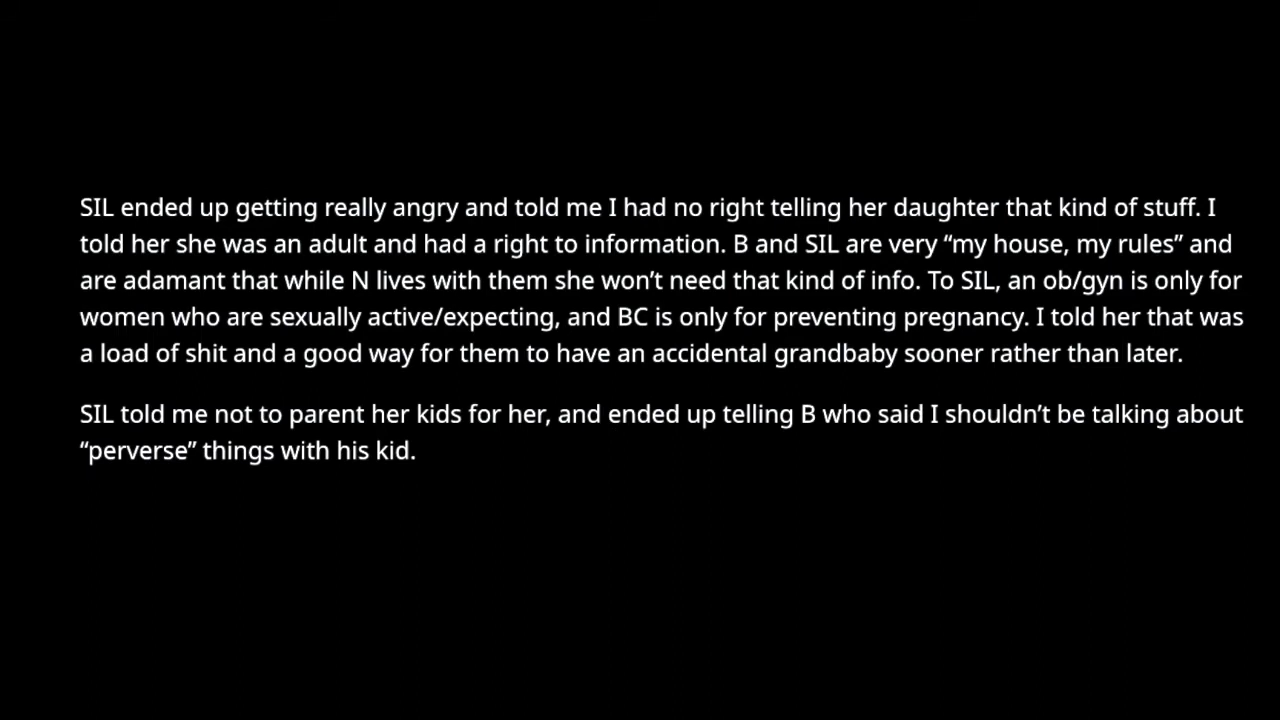 SIL ended up getting really angry and told me I had no right telling her daughter that kind of stuff. I
told her she was an adult and had a right to information. B and SIL are very “my house, my rules” and
are adamant that while N lives with them she won’t need that kind of info. To SIL, an ob/gyn is only for
women who are sexually active/expecting, and BC is only for preventing pregnancy. I told her that was
a load of shit and a good way for them to have an accidental grandbaby sooner rather than later.
SIL told me not to parent her kids for her, and ended up telling B who said I shouldn’t be talking about
“perverse” things with his kid.